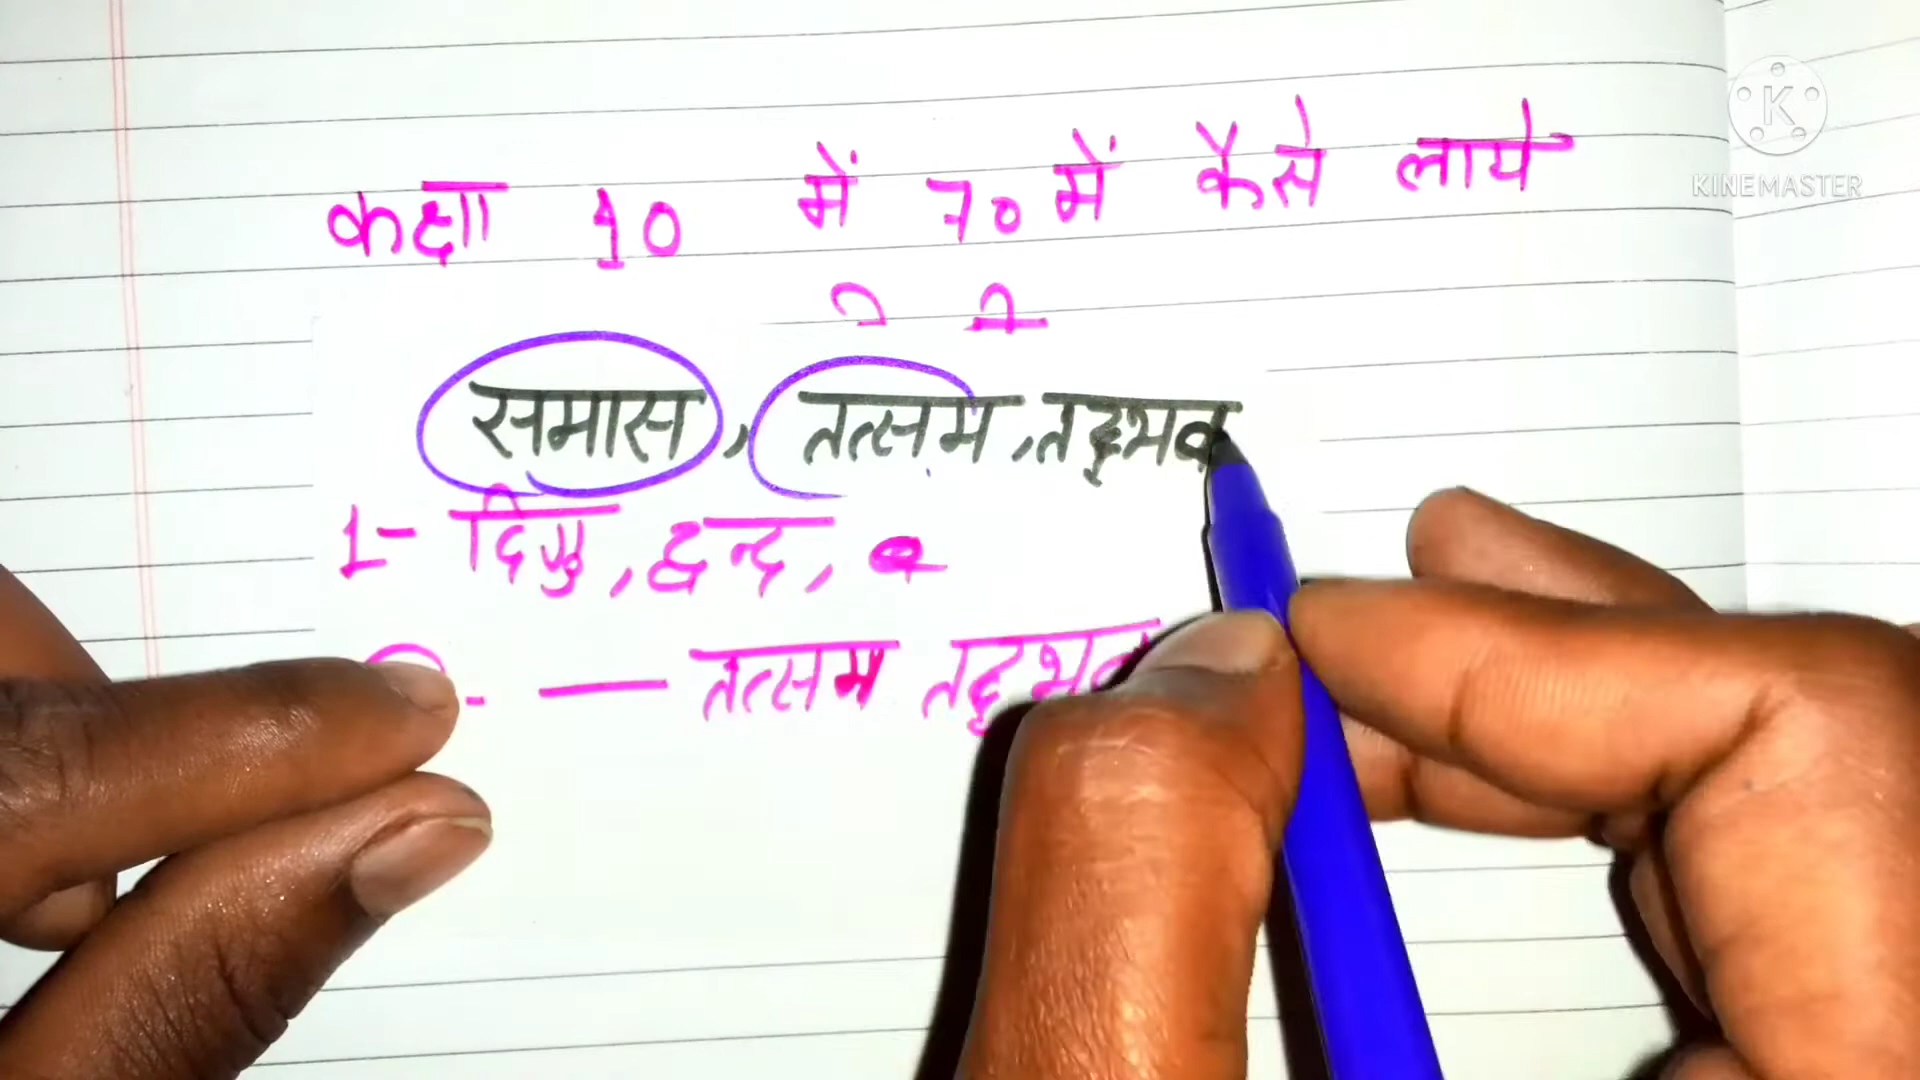 कक्षा 10 में 70 में कैसे लाये
KINEMASTER
समास, तत्सम, तद्भव
1- दिगु, द्वन्द,
- — तत्सम तद्भव